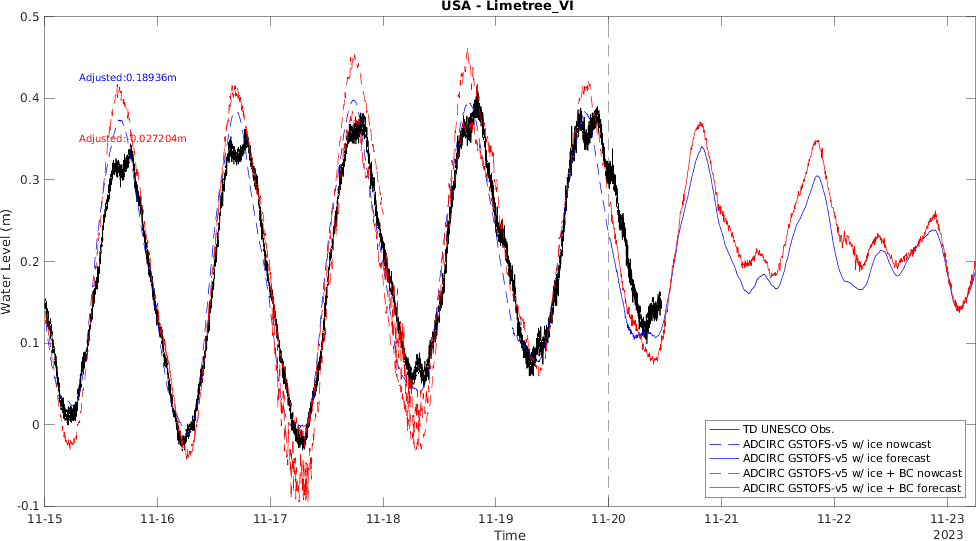 USA - Limetree_VI
0.5
0.4
0.3
0.2
0.1
0
-0.1
Water Level (m)
Adjusted:0.18936m
Adjusted:-0.027204m
TD UNESCO Obs.
ADCIRC GSTOFS-v5 w/ ice nowcast
ADCIRC GSTOFS-v5 w/ ice forecast
ADCIRC GSTOFS-v5 w/ ice + BC nowcast
ADCIRC GSTOFS-v5 w/ ice + BC forecast
11-15 11-16 11-17 11-18 11-19 11-20 11-21 11-22 11-23
Time
2023